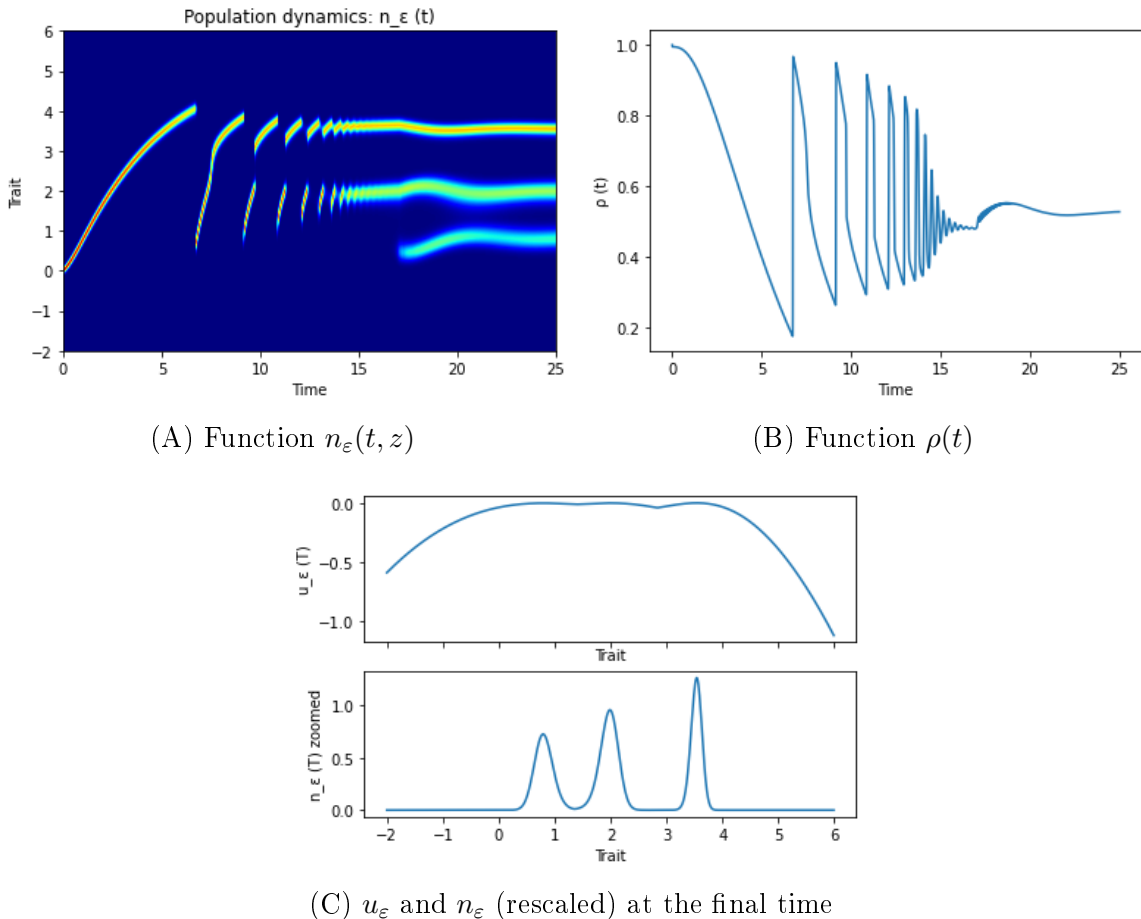 Population dynamics: n_ε (t)
6
5
4
3
2
1
0
−1
−2
Trait
0 5 10 15 20 25
Time
(A) Function n_ε(t, z)
1.0
0.8
0.6
0.4
0.2
ρ (t)
0 5 10 15 20 25
Time
(B) Function ρ(t)
0.0
−0.5
−1.0
u_ε (T)
Trait
1.0
0.5
0.0
n_ε (T) zoomed
−2 −1 0 1 2 3 4 5 6
Trait
(C) u_ε and n_ε (rescaled) at the final time